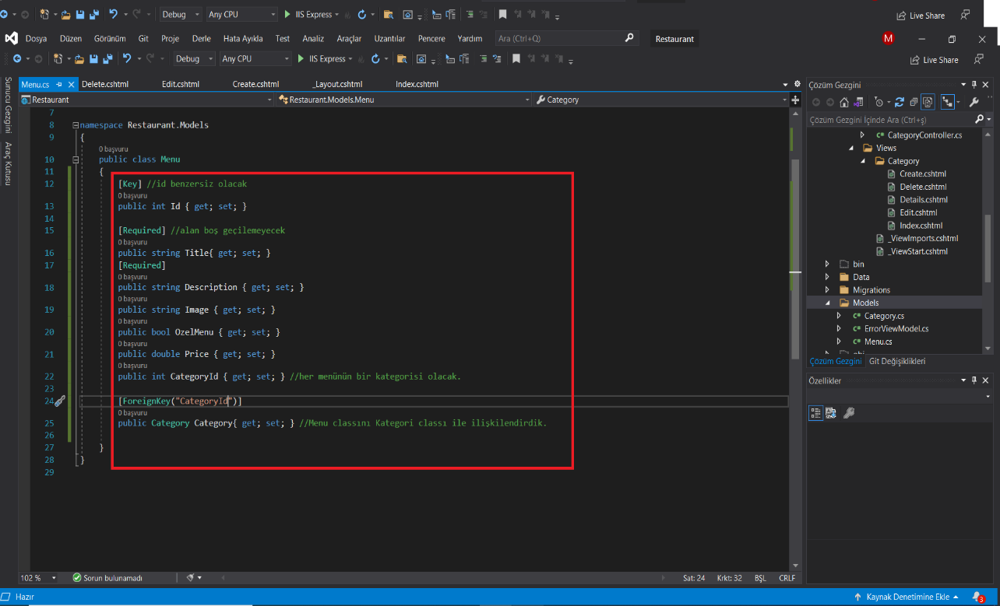 Debug Any CPU IIS Express Live Share
Dosya Düzen Görünüm Git Proje Derle Hata Ayıkla Test Analiz Araçlar Uzantılar Pencere Yardım Ara (Ctrl+Q) Restaurant M
Debug Any CPU IIS Express Live Share
Sunucu Gezgini
Araç Kutusu
Menu.cs Delete.cshtml Edit.cshtml Create.cshtml _Layout.cshtml Index.cshtml
Restaurant Restaurant.Models.Menu Category
7
8 namespace Restaurant.Models
9 {
0 başvuru
10 public class Menu
11 {
12 [Key] //id benzersiz olacak
0 başvuru
13 public int Id { get; set; }
14
15 [Required] //alan boş geçilemeyecek
0 başvuru
16 public string Title{ get; set; }
17 [Required]
0 başvuru
18 public string Description { get; set; }
0 başvuru
19 public string Image { get; set; }
0 başvuru
20 public bool OzelMenu { get; set; }
0 başvuru
21 public double Price { get; set; }
0 başvuru
22 public int CategoryId { get; set; } //her menünün bir kategorisi olacak.
23
24 [ForeignKey("CategoryId")]
0 başvuru
25 public Category Category{ get; set; } //Menu classını Kategori classı ile ilişkilendirdik.
26
27 }
28 }
29
102 % Sorun bulunamadı Sat: 24 Krkt: 32 BŞL CRLF
Çözüm Gezgini
Çözüm Gezgini İçinde Ara (Ctrl+ş)
CategoryController.cs
Views
Category
Create.cshtml
Delete.cshtml
Details.cshtml
Edit.cshtml
Index.cshtml
_ViewImports.cshtml
_ViewStart.cshtml
bin
Data
Migrations
Models
Category.cs
ErrorViewModel.cs
Menu.cs
Çözüm Gezgini Git Değişiklikleri
Özellikler
Hazır Kaynak Denetimine Ekle 3